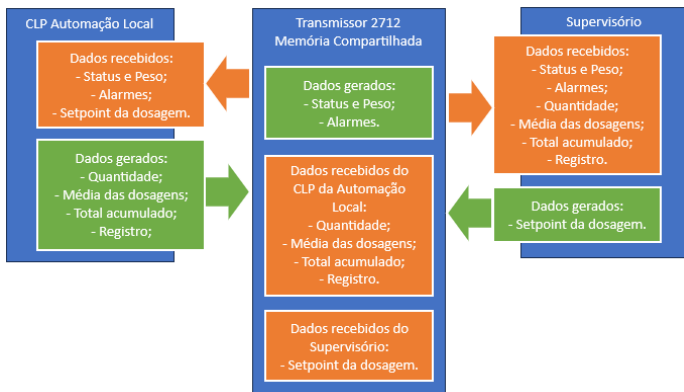 CLP Automação Local
Dados recebidos:
- Status e Peso;
- Alarmes;
- Setpoint da dosagem.
Dados gerados:
- Quantidade;
- Média das dosagens;
- Total acumulado;
- Registro;
Transmissor 2712
Memória Compartilhada
Dados gerados:
- Status e Peso;
- Alarmes.
Dados recebidos do
CLP da Automação
Local:
- Quantidade;
- Média das dosagens;
- Total acumulado;
- Registro.
Dados recebidos do
Supervisório:
- Setpoint da dosagem.
Supervisório
Dados recebidos:
- Status e Peso;
- Alarmes;
- Quantidade;
- Média das dosagens;
- Total acumulado;
- Registro.
Dados gerados:
- Setpoint da dosagem.